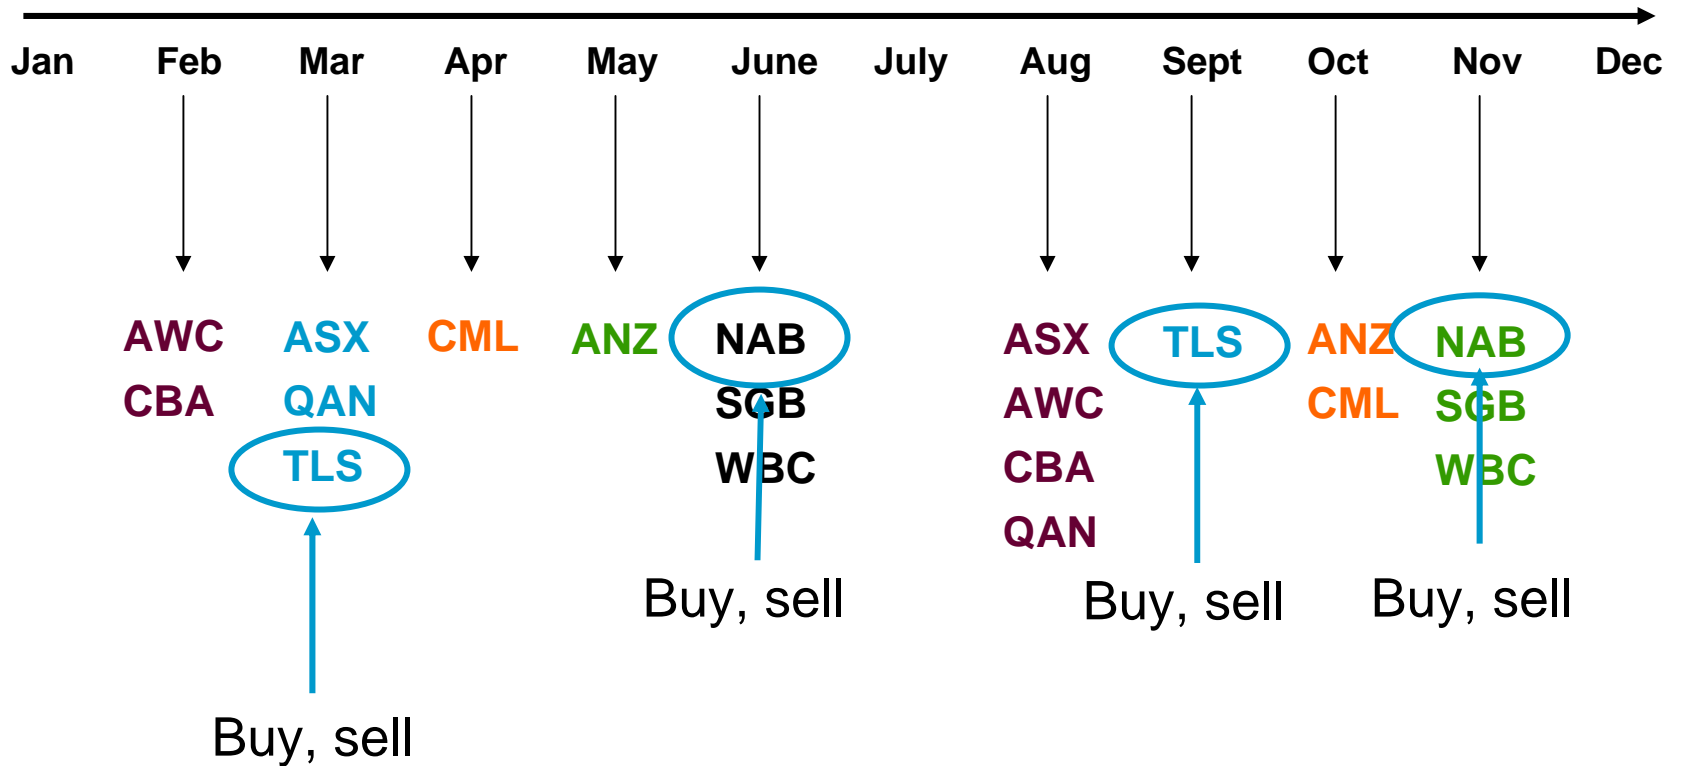 Jan Feb Mar Apr May June July Aug Sept Oct Nov Dec
AWC ASX CML ANZ NAB ASX TLS ANZ NAB
CBA QAN SGB AWC CML SGB
TLS WBC CBA WBC
QAN
Buy, sell Buy, sell Buy, sell
Buy, sell